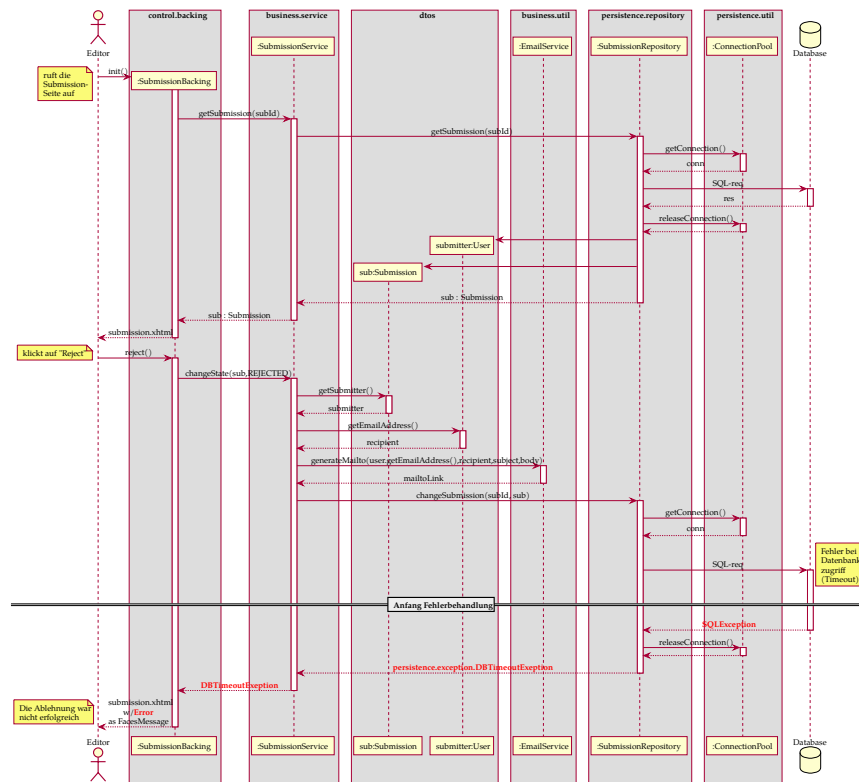 control.backing business.service dtos business.util persistence.repository persistence.util
Editor :SubmissionService :EmailService :SubmissionRepository :ConnectionPool Database
ruft die
Submission-
Seite auf
init()
:SubmissionBacking
getSubmission(subId)
getSubmission(subId)
getConnection()
conn
SQL-req
res
releaseConnection()
submitter:User
sub:Submission
sub : Submission
sub : Submission
submission.xhtml
klickt auf "Reject"
reject()
changeState(sub,REJECTED)
getSubmitter()
submitter
getEmailAddress()
recipient
generateMailto(user.getEmailAddress(),recipient,subject,body)
mailtoLink
changeSubmission(subId, sub)
getConnection()
conn
Fehler bei
Datenbank
zugriff
(Timeout)
SQL-req
Anfang Fehlerbehandlung
SQLException
releaseConnection()
persistence.exception.DBTimeoutExeption
DBTimeoutExeption
Die Ablehnung war
nicht erfolgreich
submission.xhtml
w/Error
as FacesMessage
Editor :SubmissionBacking :SubmissionService sub:Submission submitter:User :EmailService :SubmissionRepository :ConnectionPool Database